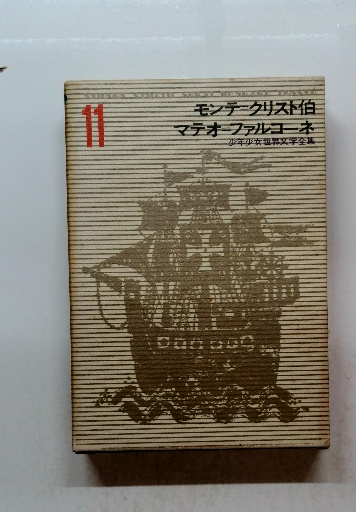 11
モンテ=クリスト伯
マテオ=ファルコーネ
少年少女世界文学全集